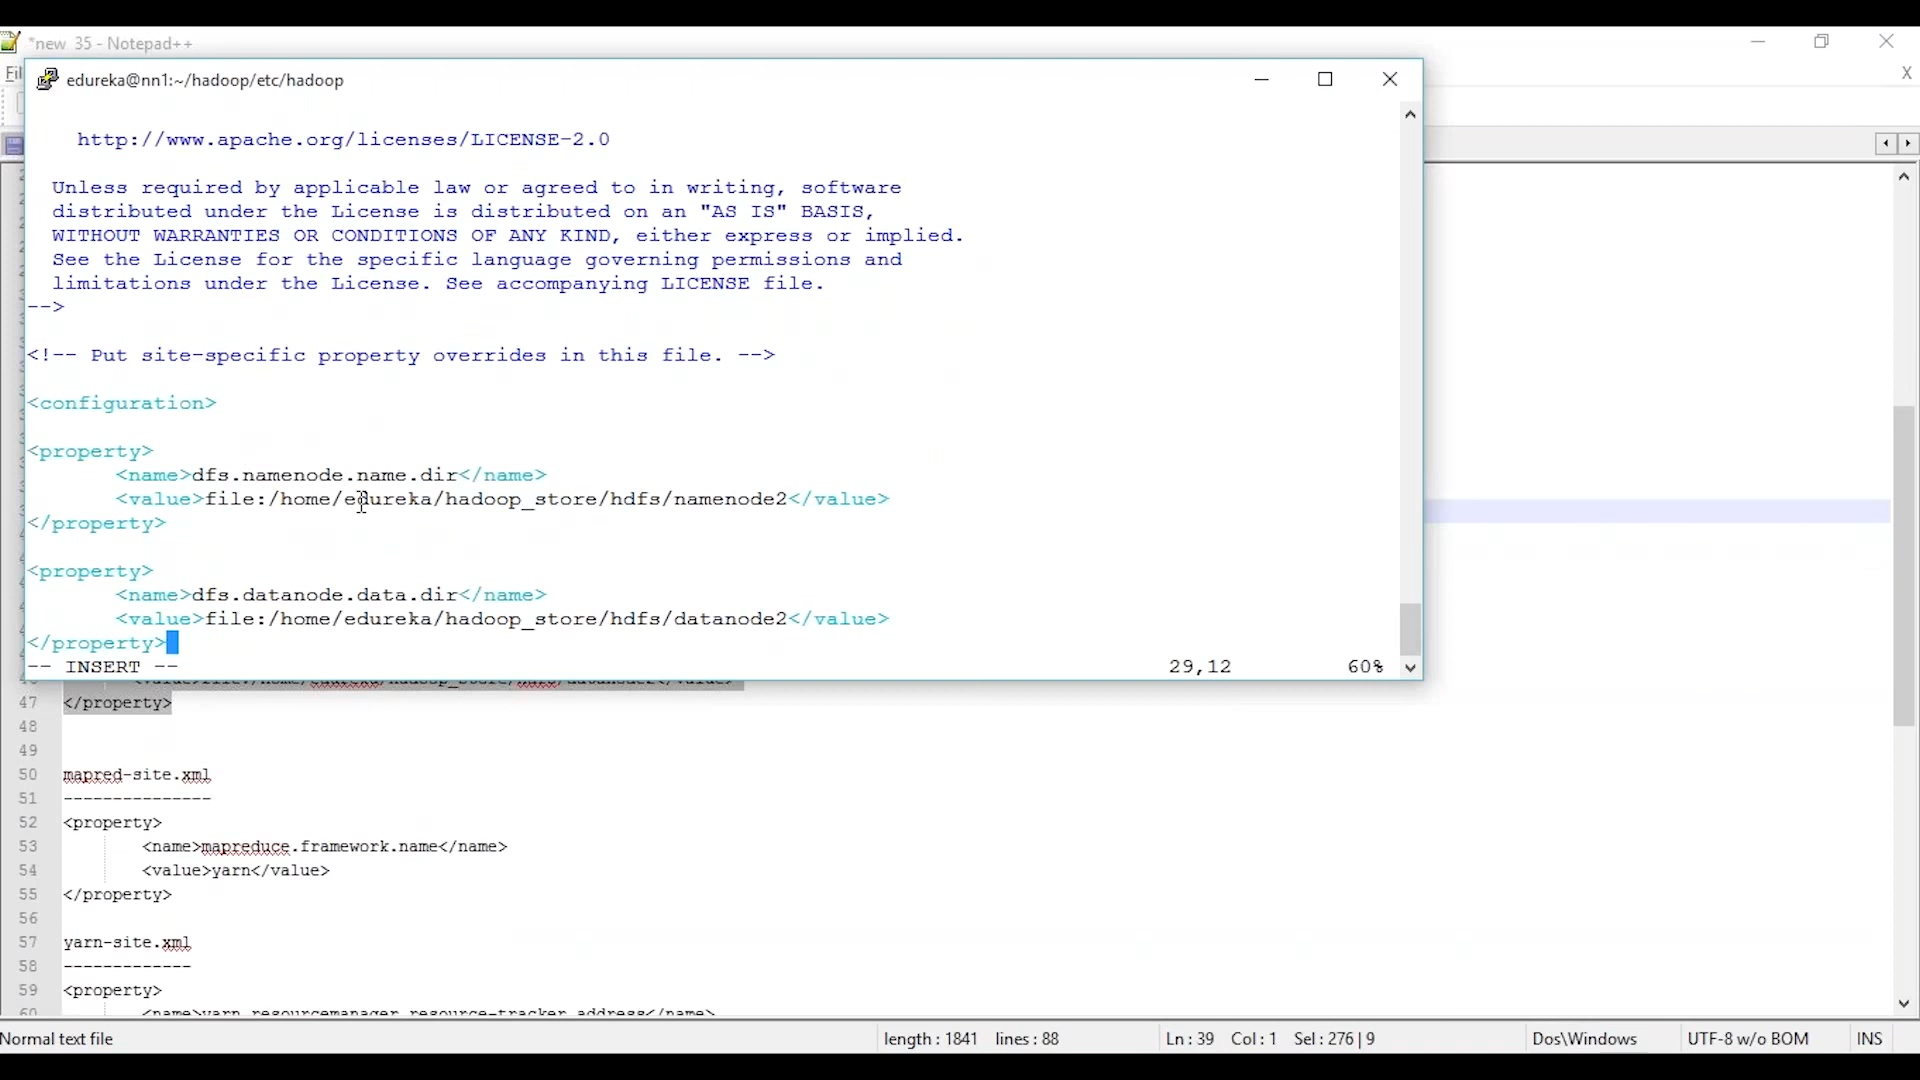 *new 35 - Notepad++
edureka@nn1:~/hadoop/etc/hadoop
http://www.apache.org/licenses/LICENSE-2.0
Unless required by applicable law or agreed to in writing, software
distributed under the License is distributed on an "AS IS" BASIS,
WITHOUT WARRANTIES OR CONDITIONS OF ANY KIND, either express or implied.
See the License for the specific language governing permissions and
limitations under the License. See accompanying LICENSE file.
-->
<!-- Put site-specific property overrides in this file. -->
<configuration>
<property>
<name>dfs.namenode.name.dir</name>
<value>file:/home/edureka/hadoop_store/hdfs/namenode2</value>
</property>
<property>
<name>dfs.datanode.data.dir</name>
<value>file:/home/edureka/hadoop_store/hdfs/datanode2</value>
</property>
-- INSERT -- 29,12 60%
47 </property>
48
49
50 mapred-site.xml
51 ---------------
52 <property>
53 <name>mapreduce.framework.name</name>
54 <value>yarn</value>
55 </property>
56
57 yarn-site.xml
58 -------------
59 <property>
60 <name>yarn.resourcemanager.resource-tracker.address</name>
Normal text file length : 1841 lines : 88 Ln : 39 Col : 1 Sel : 276 | 9 Dos\Windows UTF-8 w/o BOM INS